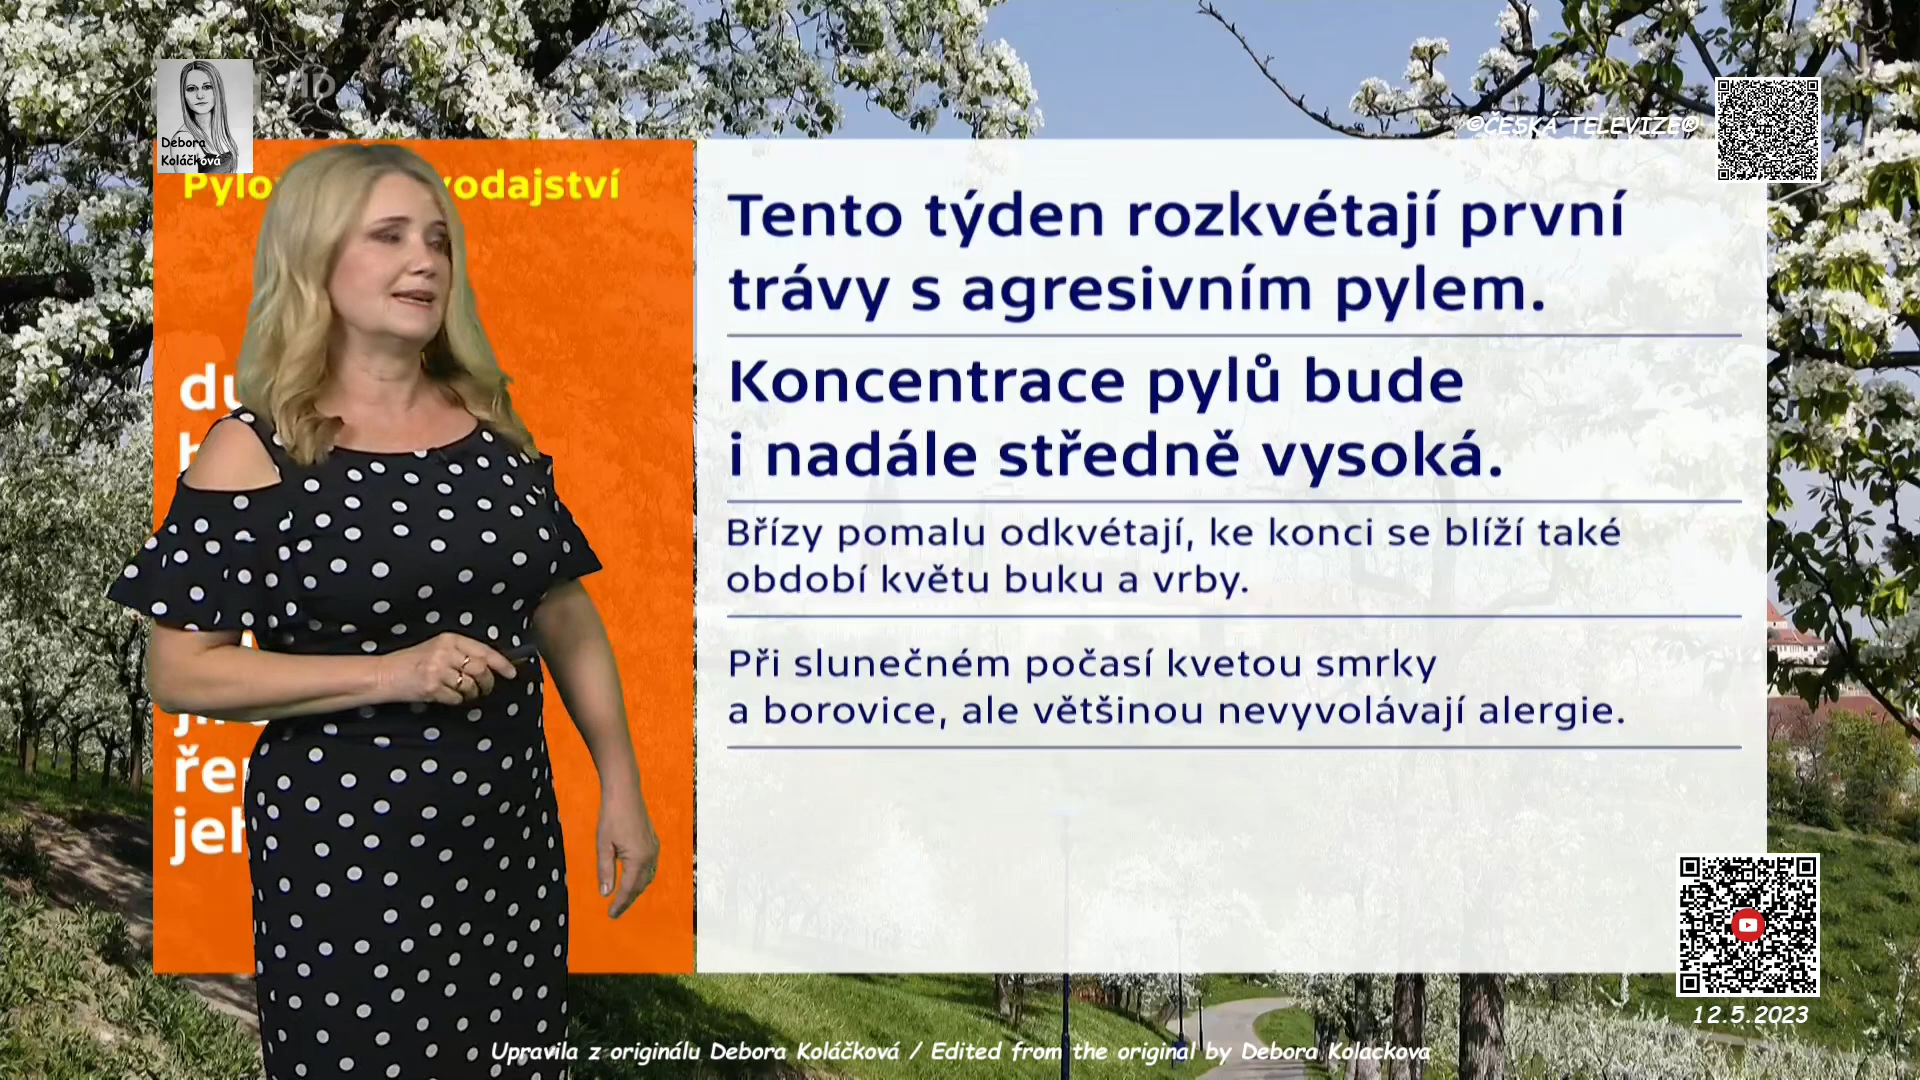 HD
Debora
Koláčková
©ČESKÁ TELEVIZE©
Tento týden rozkvétají první
trávy s agresivním pylem.
Koncentrace pylů bude
i nadále středně vysoká.
Břízy pomalu odkvétají, ke konci se blíží také
období květu buku a vrby.
Při slunečném počasí kvetou smrky
a borovice, ale většinou nevyvolávají alergie.
12.5.2023
Upravila z originálu Debora Koláčková / Edited from the original by Debora Kolackova